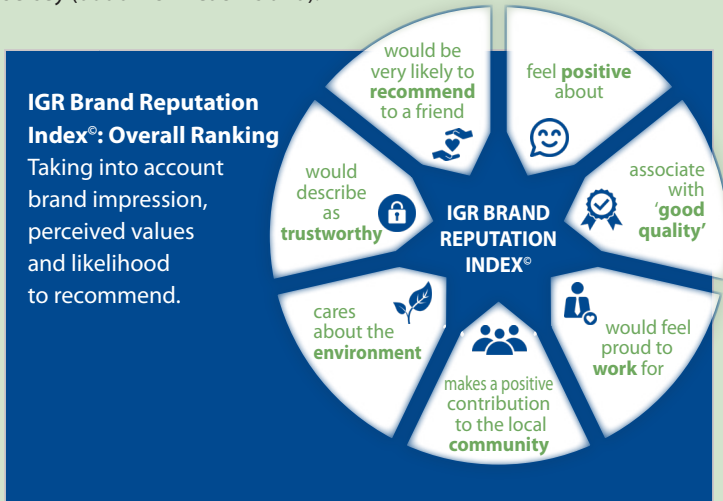 IGR Brand Reputation
Index©: Overall Ranking
Taking into account
brand impression,
perceived values
and likelihood
to recommend.
would be
very likely to
recommend
to a friend
feel positive
about
associate
with
‘good
quality’
would feel
proud to
work for
makes a positive
contribution
to the local
community
cares
about the
environment
would
describe
as
trustworthy
IGR BRAND
REPUTATION
INDEX©